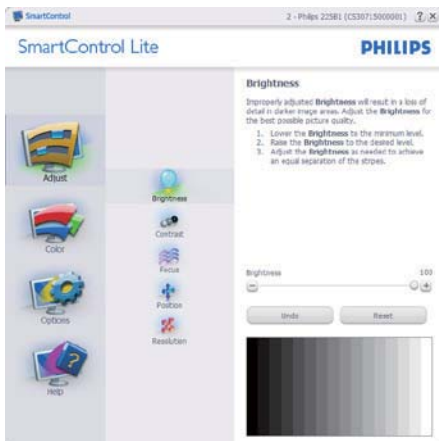 SmartControl
2 - Philips 225B1 (CS30715000001)
? X
SmartControl Lite
PHILIPS
Adjust
Color
Options
Help
Brightness
Contrast
Focus
Position
Resolution
Brightness
Improperly adjusted Brightness will result in a loss of
detail in darker image areas. Adjust the Brightness for
the best possible picture quality.
1. Lower the Brightness to the minimum level.
2. Raise the Brightness to the desired level.
3. Adjust the Brightness as needed to achieve
an equal separation of the stripes.
Brightness 100
Undo Reset